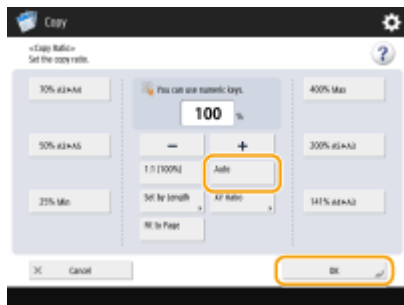 Copy
<Copy Ratio>
Set the copy ratio.
?
70% A3►A4
You can use numeric keys.
400% Max
100 %
50% A3►A5
-
+
200% A5►A3
1:1 (100%)
Auto
25% Min
Set by Length
XY Ratio
141% A4►A3
Fit to Page
× Cancel
OK